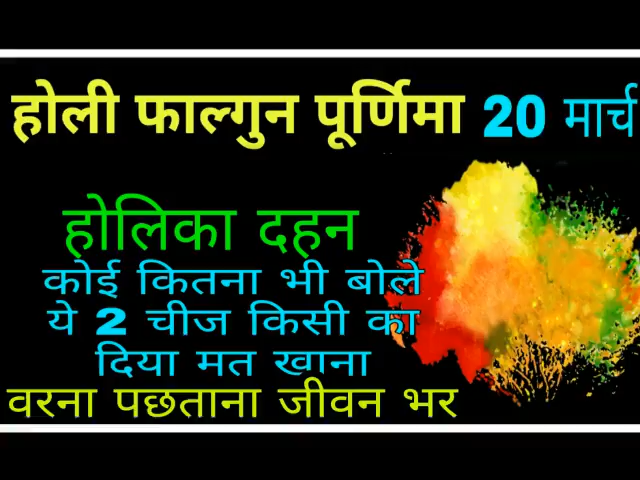 होली फाल्गुन पूर्णिमा 20 मार्च
होलिका दहन
कोई कितना भी बोले
ये 2 चीज किसी का
दिया मत खाना
वरना पछताना जीवन भर